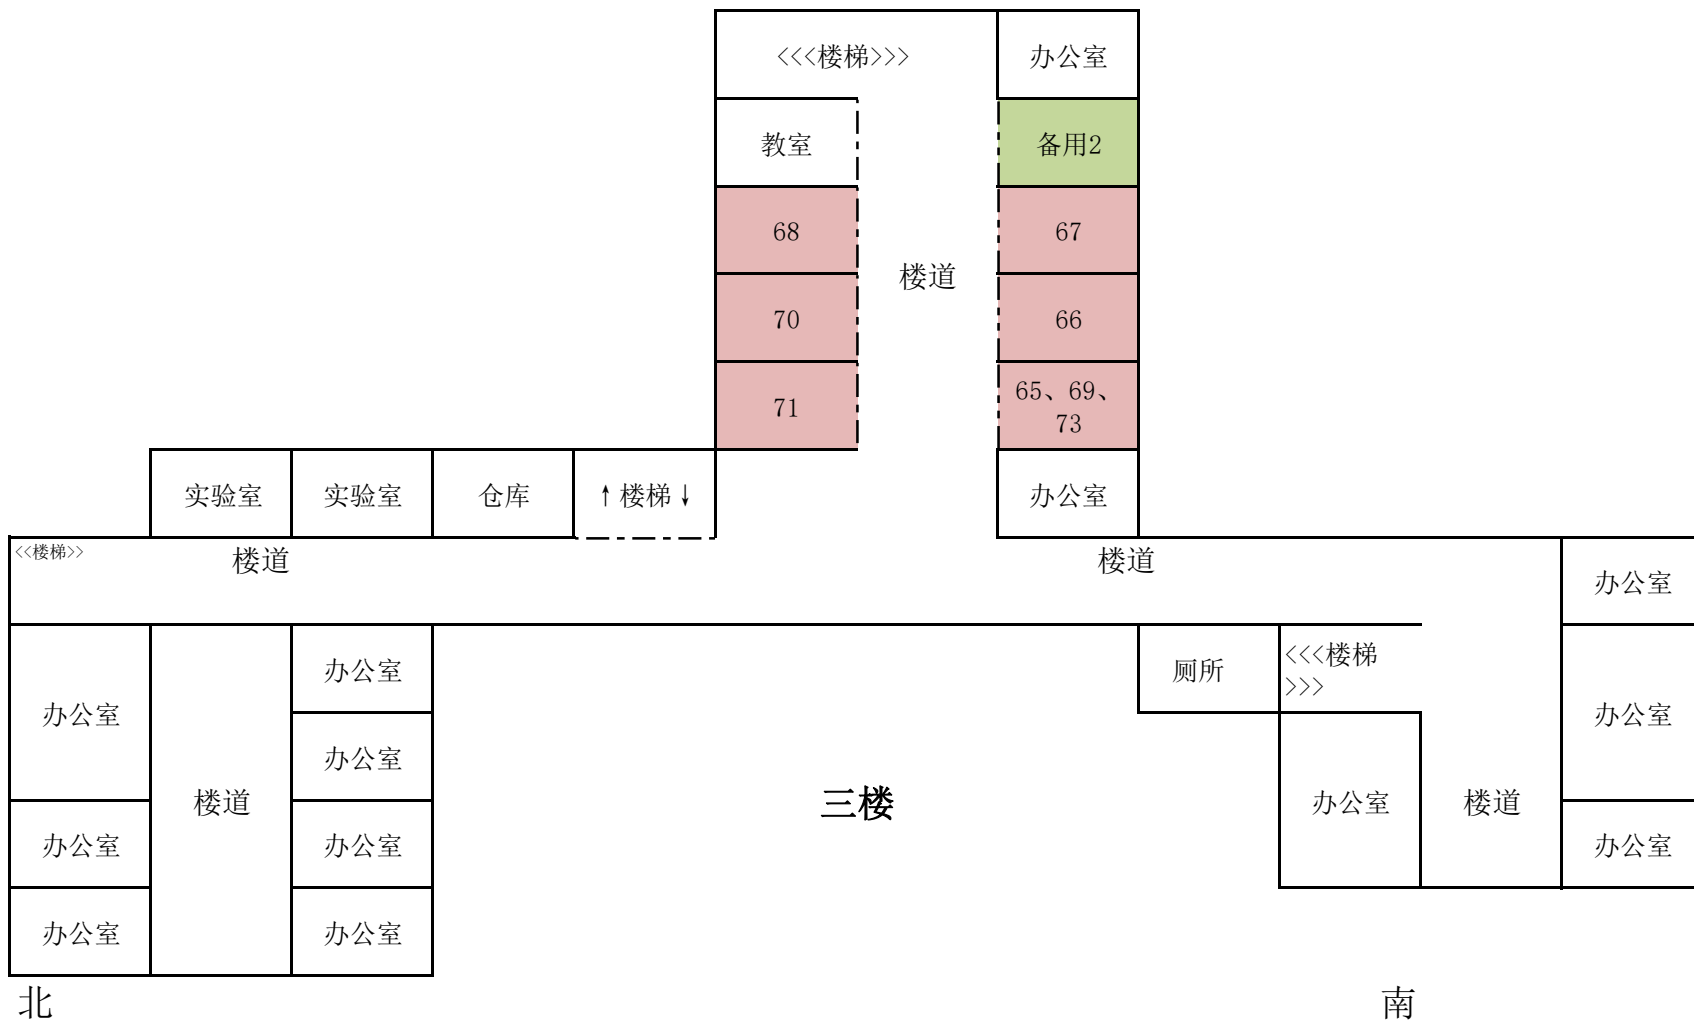 <<<楼梯>>>
办公室
教室
备用2
68
67
楼道
70
66
71
65、69、
73
实验室
实验室
仓库
↑楼梯↓
办公室
<<楼梯>>
楼道
楼道
办公室
办公室
办公室
厕所
<<<楼梯
>>>
办公室
办公室
办公室
楼道
三楼
办公室
楼道
办公室
办公室
办公室
办公室
办公室
北
南